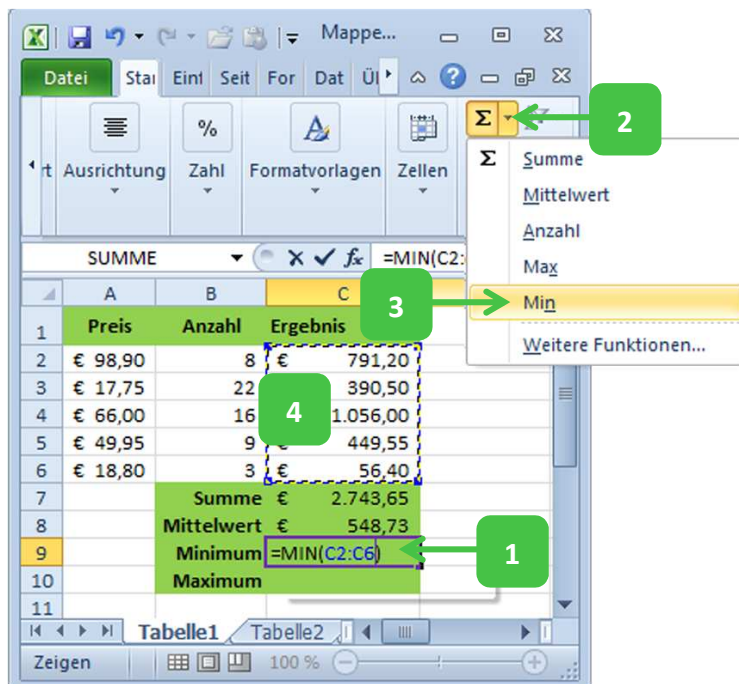 Mappe...
Datei Star Einf Seit For Dat Üb
Σ 2
Ausrichtung Zahl Formatvorlagen Zellen
%
A
Σ Summe
Mittelwert
Anzahl
Max
3 Min
Weitere Funktionen...
SUMME fx =MIN(C2:
A B C
1 Preis Anzahl Ergebnis
2 € 98,90 8 € 791,20
3 € 17,75 22 390,50
4 € 66,00 16 4 1.056,00
5 € 49,95 9 € 449,55
6 € 18,80 3 € 56,40
7 Summe € 2.743,65
8 Mittelwert € 548,73
9 Minimum =MIN(C2:C6) 1
10 Maximum
11
Tabelle1 Tabelle2
Zeigen 100 %